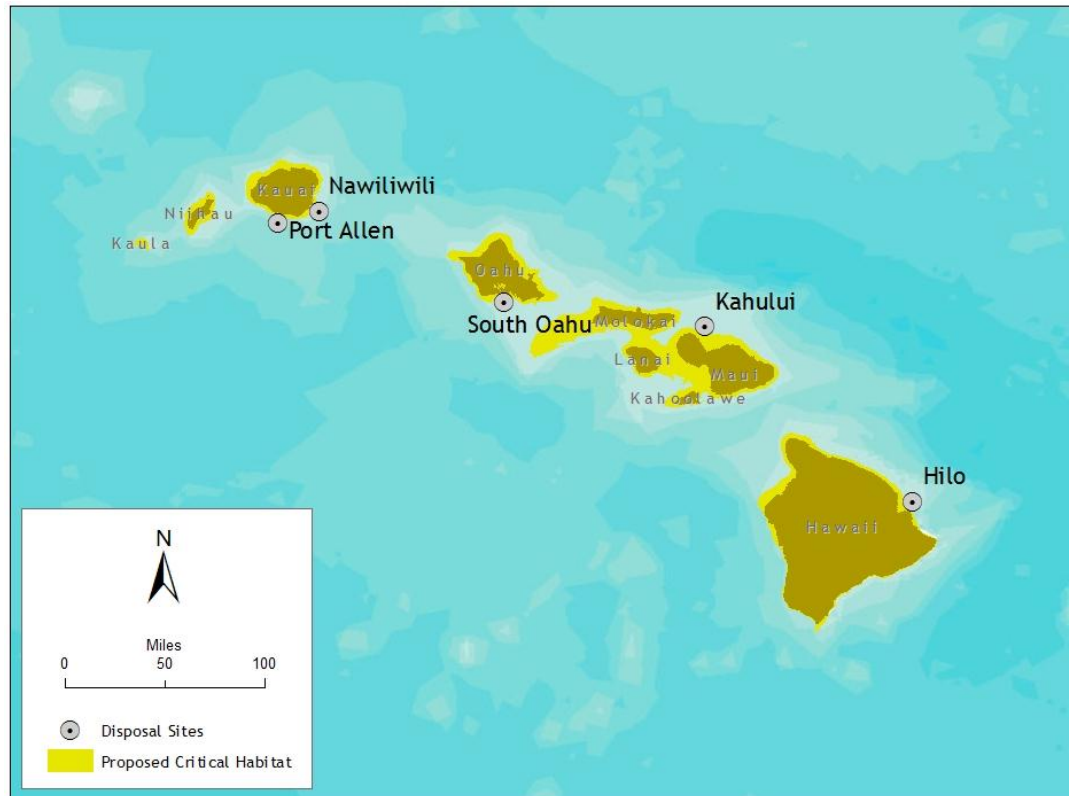 Kauai
Nawiliwili
Niihau
Port Allen
Kaula
Oahu
South Oahu
Molokai
Kahului
Lanai
Maui
Kahoolawe
Hilo
Hawaii
N
Miles
0 50 100
Disposal Sites
Proposed Critical Habitat